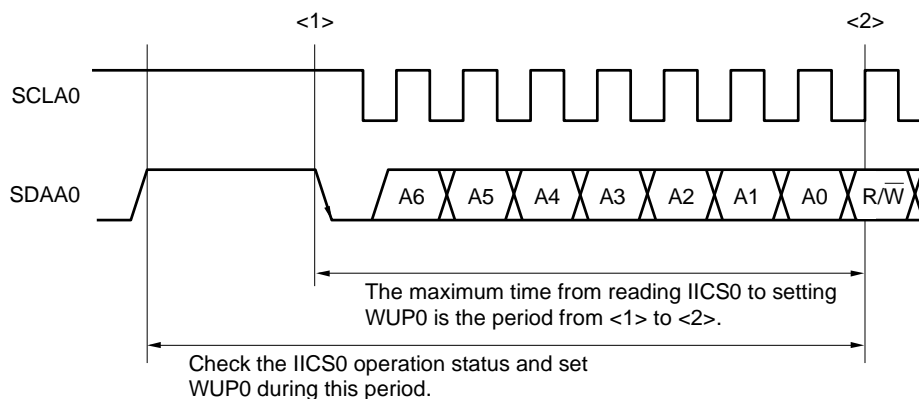 <1>
<2>
SCLA0
SDAA0
A6
A5
A4
A3
A2
A1
A0
R/W̅
The maximum time from reading IICS0 to setting
WUP0 is the period from <1> to <2>.
Check the IICS0 operation status and set
WUP0 during this period.